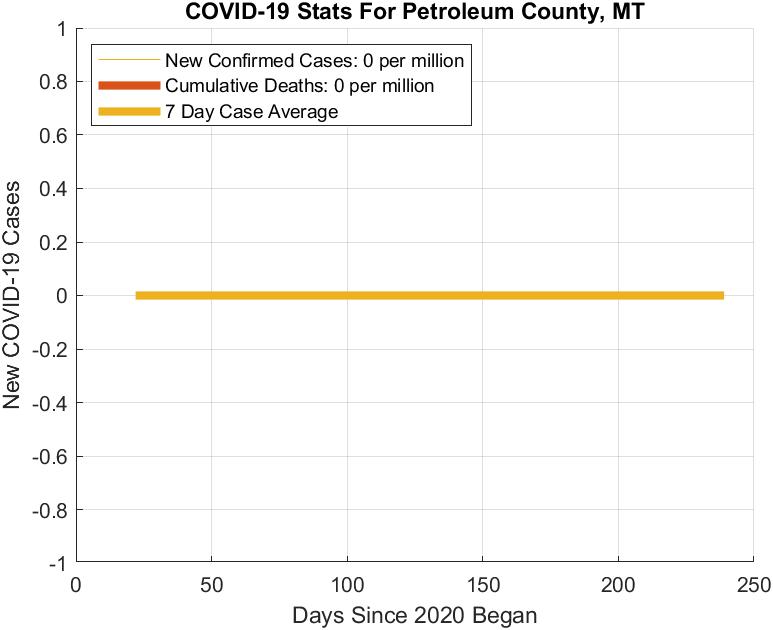 COVID-19 Stats For Petroleum County, MT
New Confirmed Cases: 0 per million
Cumulative Deaths: 0 per million
7 Day Case Average
1
0.8
0.6
0.4
0.2
0
-0.2
-0.4
-0.6
-0.8
-1
New COVID-19 Cases
0 50 100 150 200 250
Days Since 2020 Began